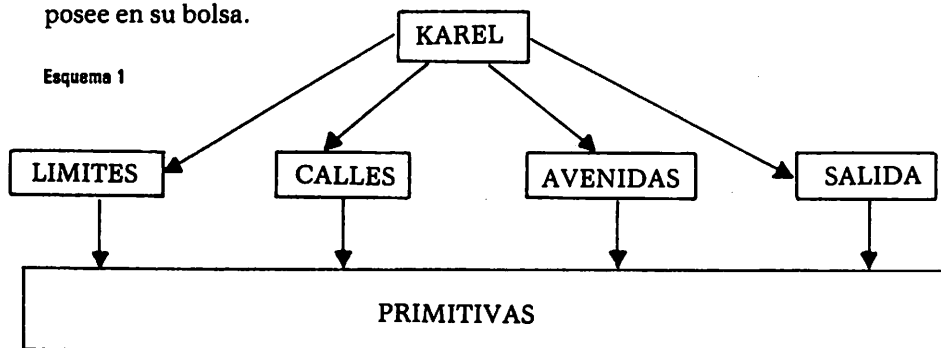 posee en su bolsa.
KAREL
Esquema 1
LIMITES CALLES AVENIDAS SALIDA
PRIMITIVAS